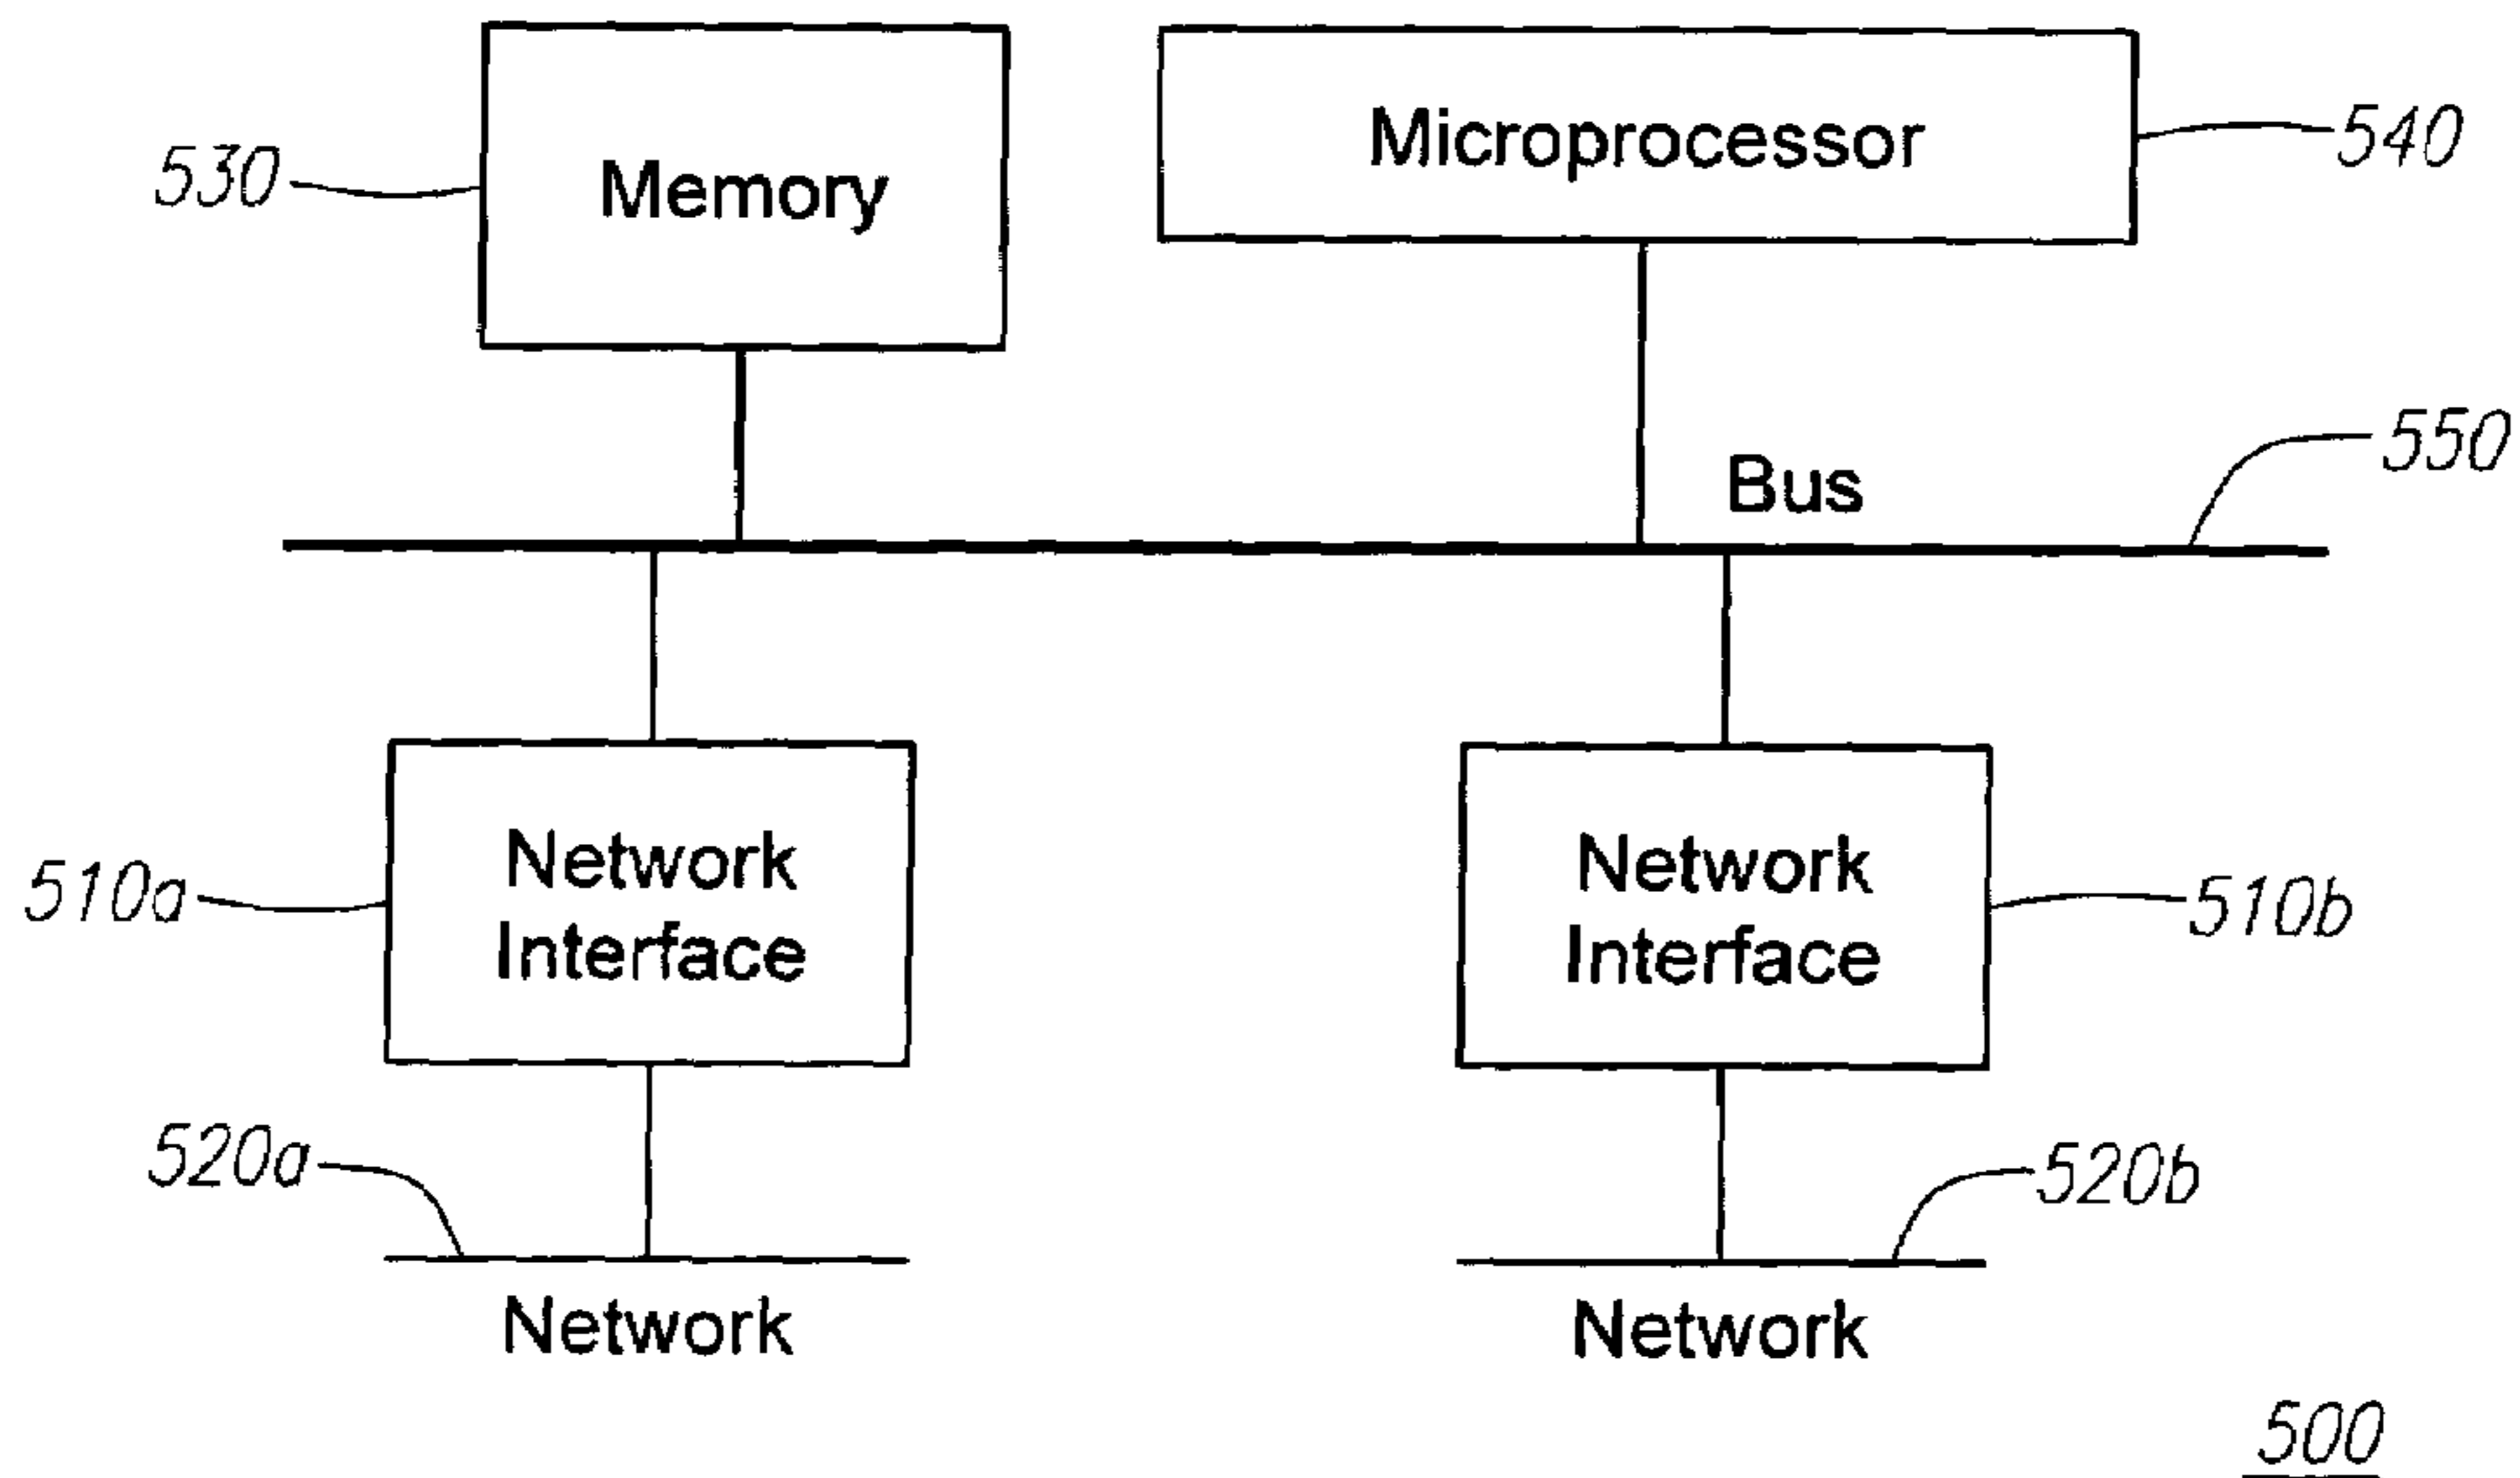 530
Memory
Microprocessor
540
Bus
550
510a
Network
Interface
Network
Interface
510b
520a
Network
520b
Network
500